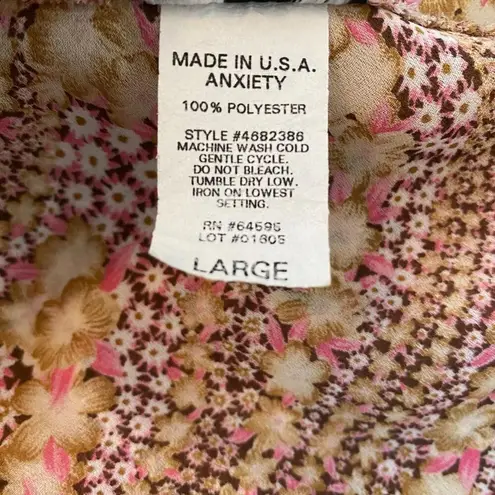 MADE IN U.S.A.
ANXIETY
100% POLYESTER
STYLE #4682386
MACHINE WASH COLD
GENTLE CYCLE.
DO NOT BLEACH.
TUMBLE DRY LOW.
IRON ON LOWEST
SETTING.
RN #64695
LOT #01605
LARGE